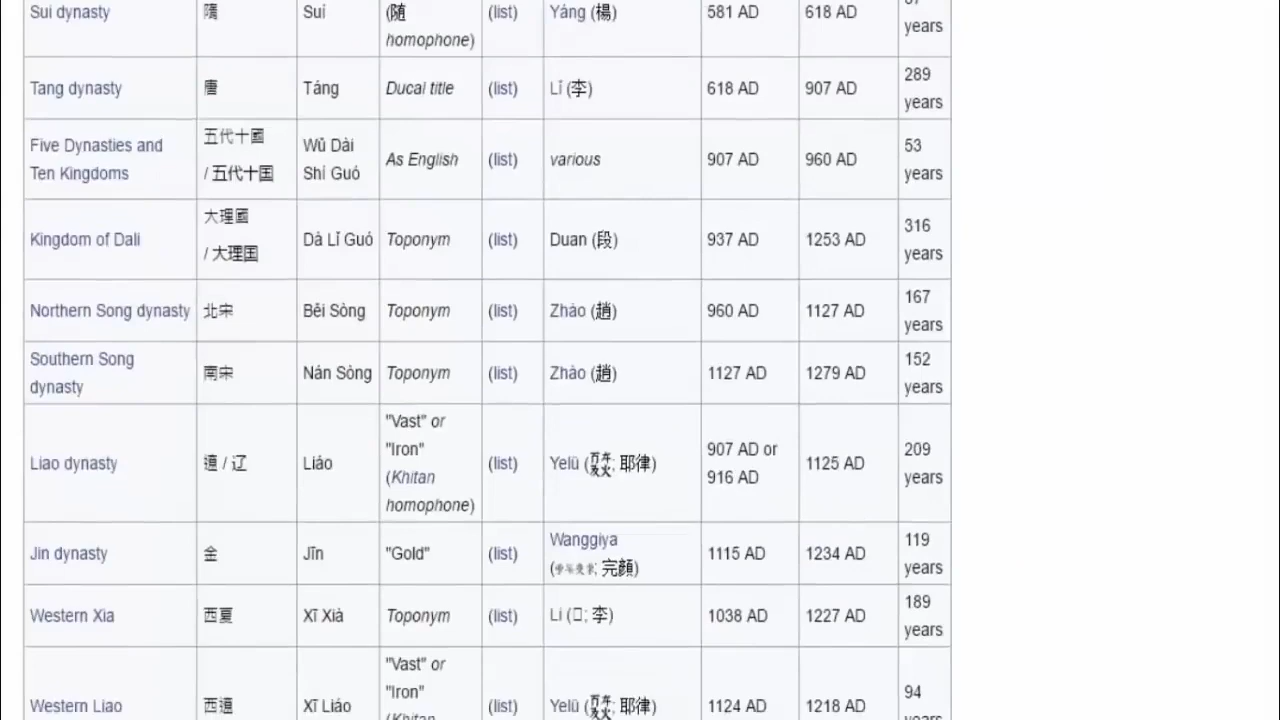 Sui dynasty 隋 Suí (随 homophone) (list) Yáng (楊) 581 AD 618 AD years
Tang dynasty 唐 Táng Ducal title (list) Lǐ (李) 618 AD 907 AD 289 years
Five Dynasties and Ten Kingdoms 五代十國 / 五代十国 Wǔ Dài Shí Guó As English (list) various 907 AD 960 AD 53 years
Kingdom of Dali 大理國 / 大理国 Dà Lǐ Guó Toponym (list) Duan (段) 937 AD 1253 AD 316 years
Northern Song dynasty 北宋 Běi Sòng Toponym (list) Zhào (趙) 960 AD 1127 AD 167 years
Southern Song dynasty 南宋 Nán Sòng Toponym (list) Zhào (趙) 1127 AD 1279 AD 152 years
Liao dynasty 遼 / 辽 Liáo "Vast" or "Iron" (Khitan homophone) (list) Yelü (; 耶律) 907 AD or 916 AD 1125 AD 209 years
Jin dynasty 金 Jīn "Gold" (list) Wanggiya (; 完顏) 1115 AD 1234 AD 119 years
Western Xia 西夏 Xī Xià Toponym (list) Li (; 李) 1038 AD 1227 AD 189 years
Western Liao 西遼 Xī Liáo "Vast" or "Iron" (Khitan (list) Yelü (; 耶律) 1124 AD 1218 AD 94 years